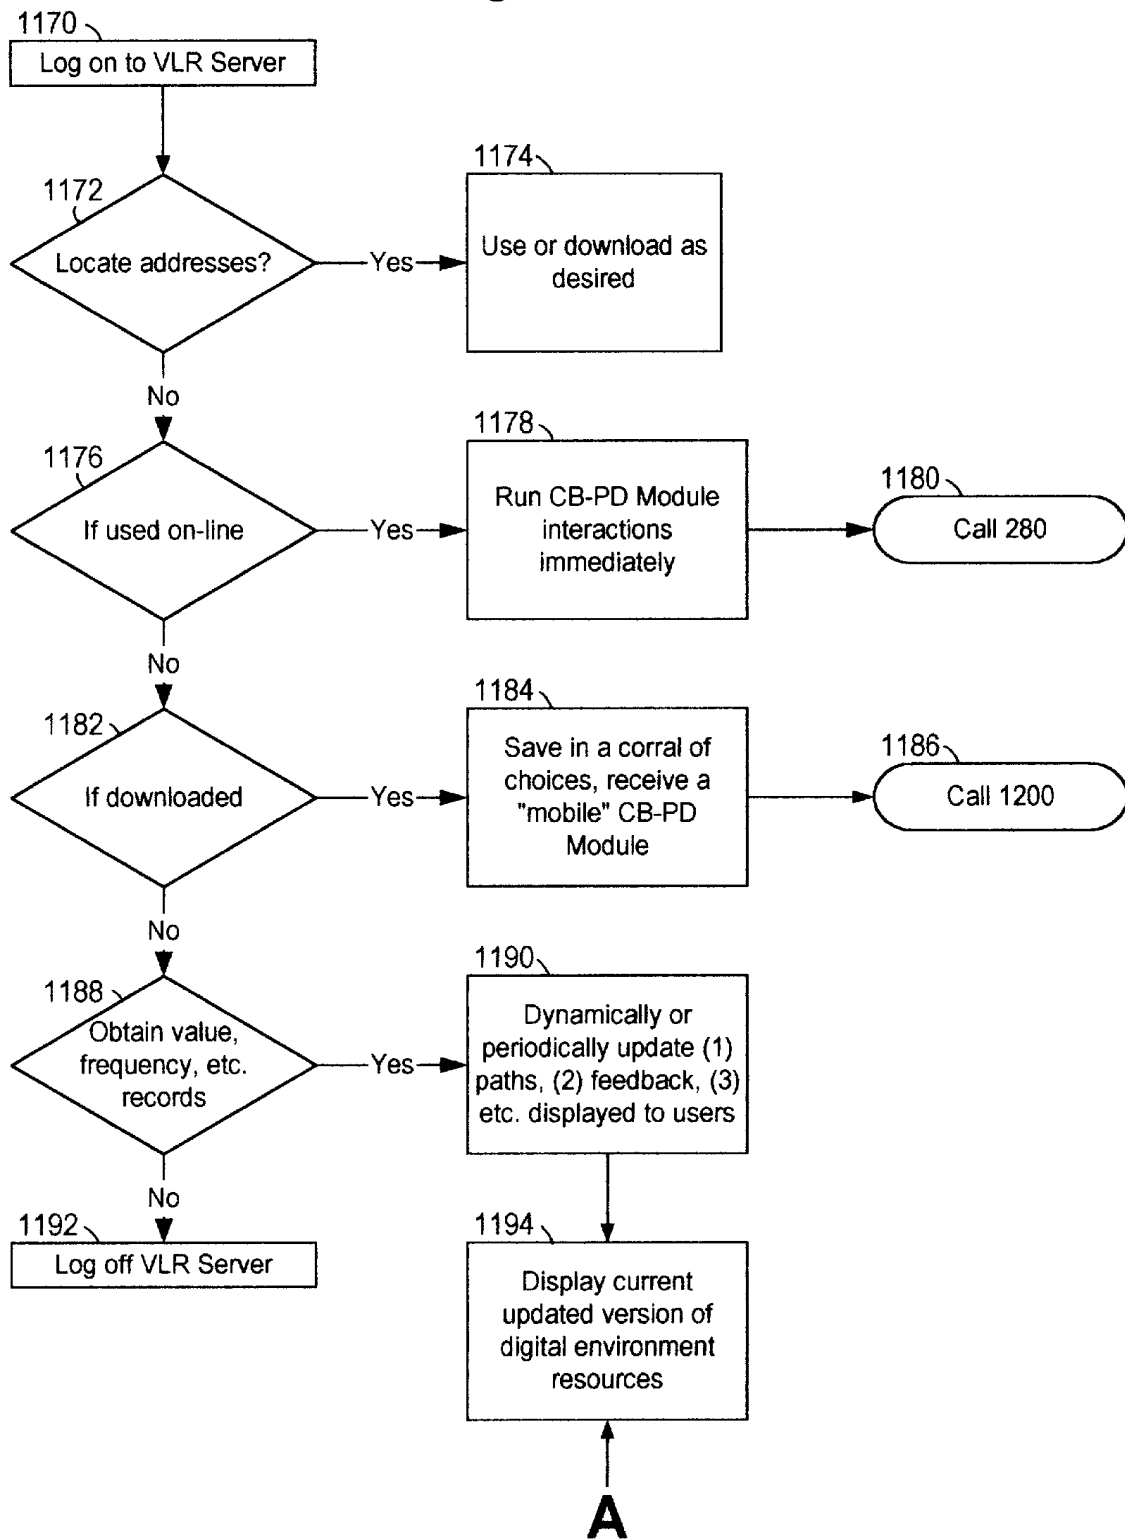 1170
Log on to VLR Server
1172
Locate addresses?
Yes
1174
Use or download as
desired
No
1176
If used on-line
Yes
1178
Run CB-PD Module
interactions
immediately
1180
Call 280
No
1182
If downloaded
Yes
1184
Save in a corral of
choices, receive a
"mobile" CB-PD
Module
1186
Call 1200
No
1188
Obtain value,
frequency, etc.
records
Yes
1190
Dynamically or
periodically update (1)
paths, (2) feedback, (3)
etc. displayed to users
No
1192
Log off VLR Server
1194
Display current
updated version of
digital environment
resources
A